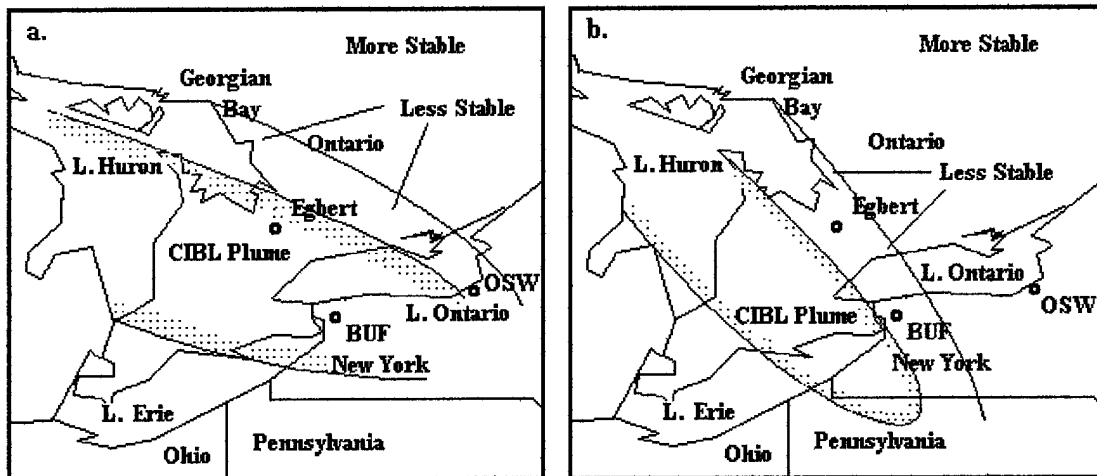 a.
More Stable
Georgian
Bay
Less Stable
Ontario
L. Huron
Egbert
CIBL Plume
OSW
L. Ontario
BUF
New York
L. Erie
Ohio
Pennsylvania
b.
More Stable
Georgian
Bay
Ontario
L. Huron
Less Stable
Egbert
L. Ontario
OSW
CIBL Plume
BUF
New York
L. Erie
Ohio
Pennsylvania